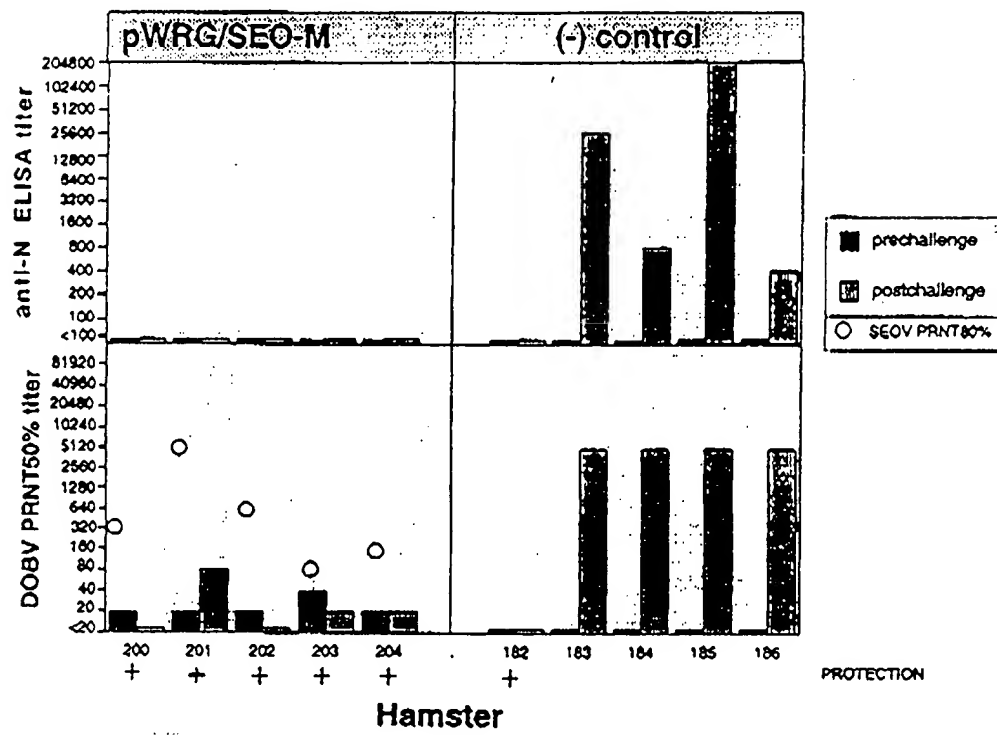 pWRG/SEO-M
(-) control
anti-N ELISA titer
204800
102400
51200
25600
12800
6400
3200
1600
800
400
200
100
<100
DOBV PRNT50% titer
81920
40960
20480
10240
5120
2560
1280
640
320
160
80
40
20
<20
prechallenge
postchallenge
SEOV PRNT80%
200 201 202 203 204 182 183 184 185 186
+ + + + + +
PROTECTION
Hamster